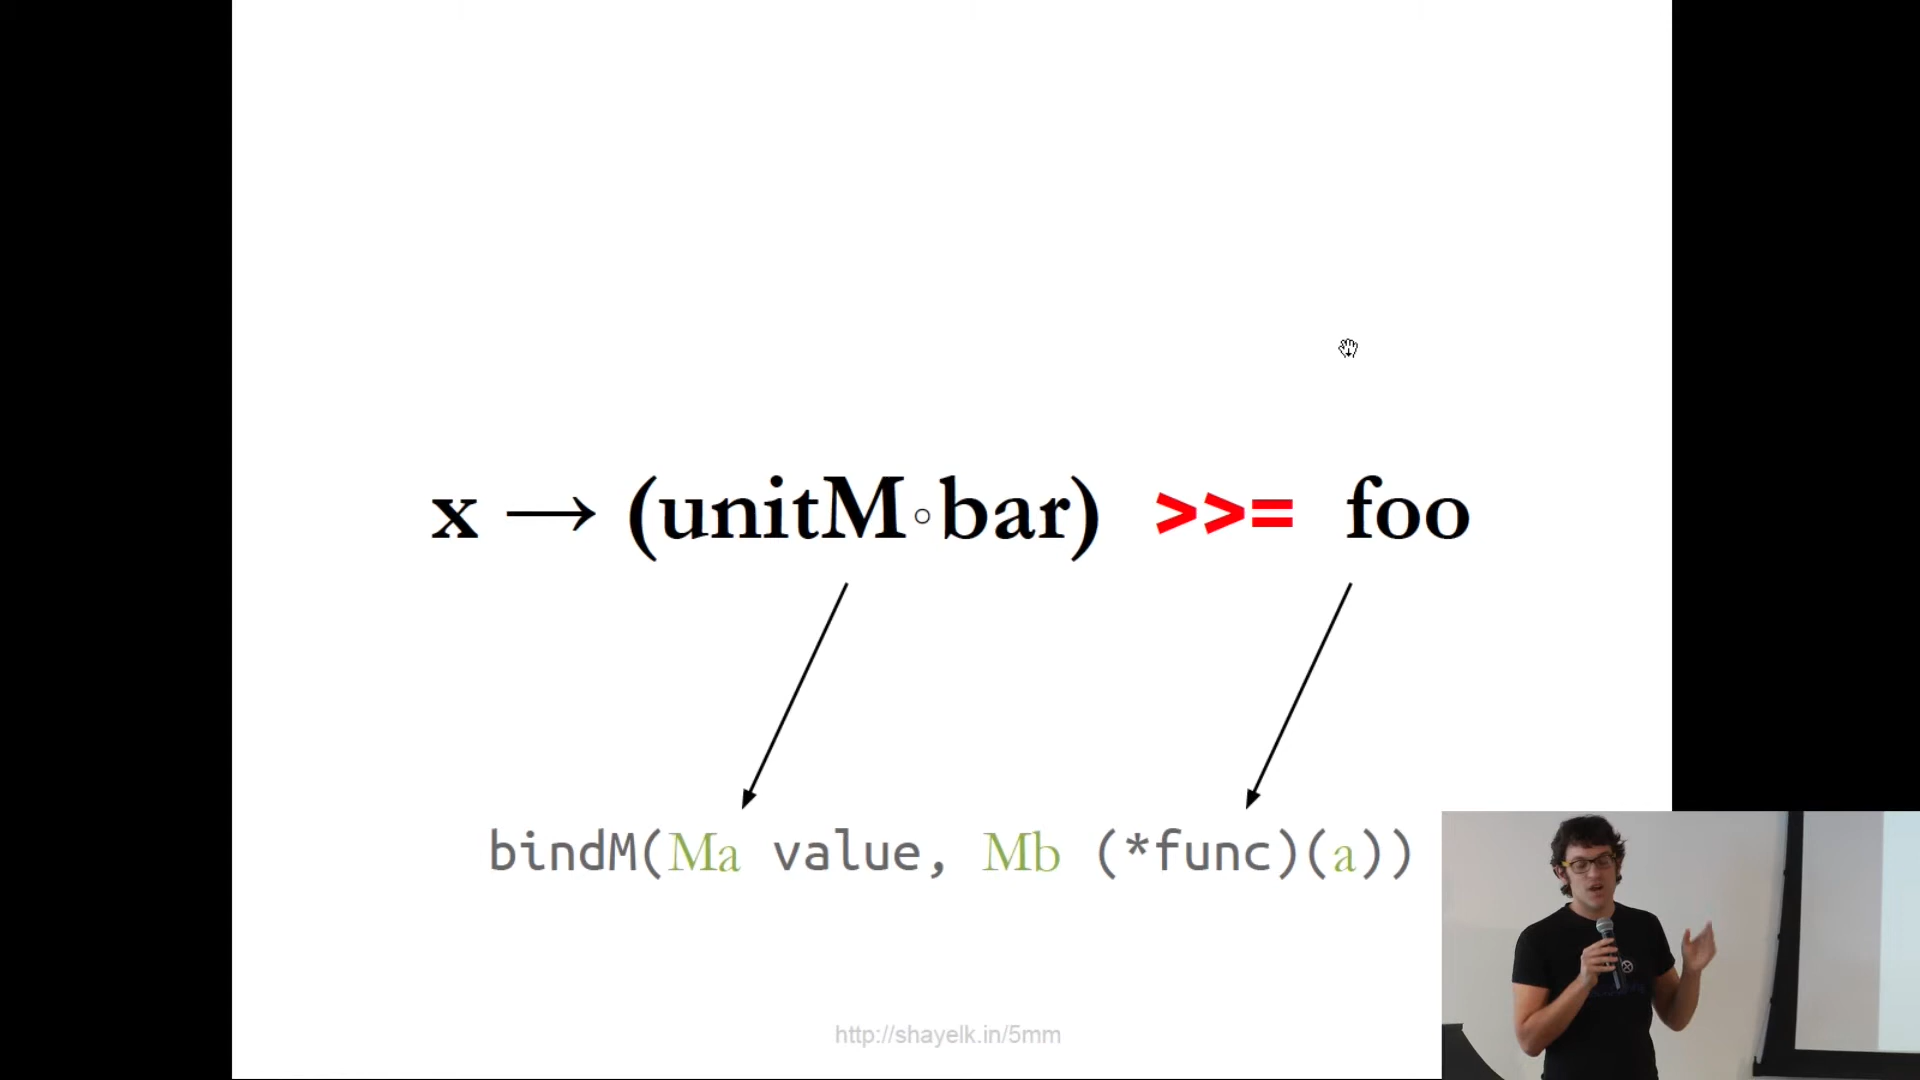 x → (unitM∘bar) >>= foo
bindM(Ma value, Mb (*func)(a))
http://shayelk.in/5mm